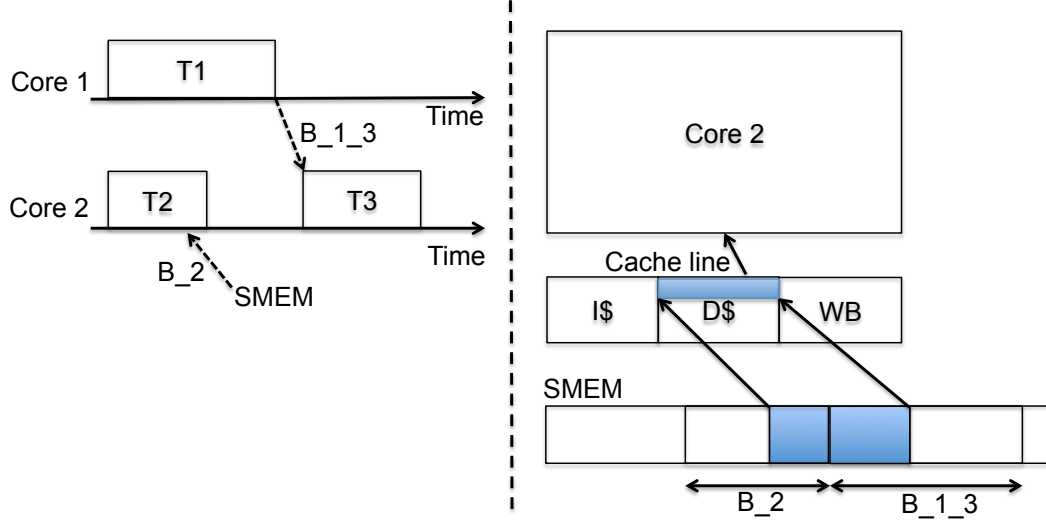 T1
Core 1
Time
B_1_3
T2
T3
Core 2
Time
B_2
SMEM
Core 2
Cache line
I$
D$
WB
SMEM
B_2
B_1_3